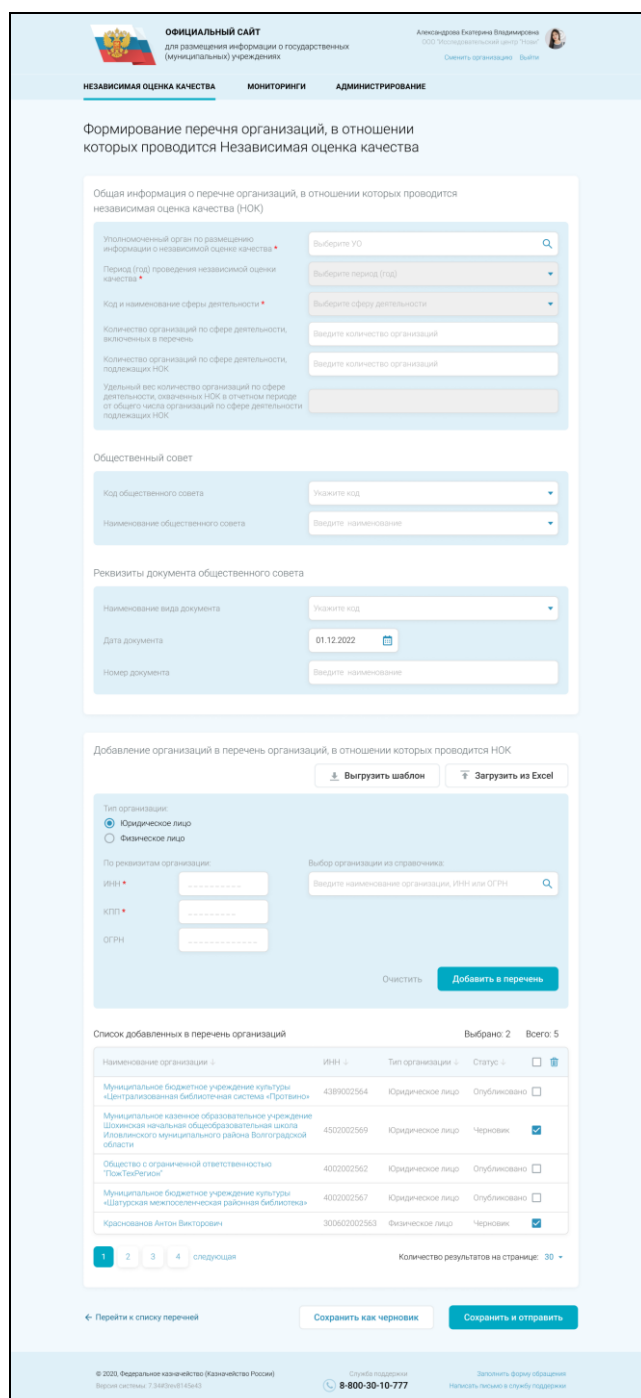 ОФИЦИАЛЬНЫЙ САЙТ
для размещения информации о государственных
(муниципальных) учреждениях
Александрова Екатерина Владимировна
ООО "Исследовательский центр "Нова"
Сменить организацию Выйти
НЕЗАВИСИМАЯ ОЦЕНКА КАЧЕСТВА МОНИТОРИНГИ АДМИНИСТРИРОВАНИЕ
Формирование перечня организаций, в отношении
которых проводится Независимая оценка качества
Общая информация о перечне организаций, в отношении которых проводится
независимая оценка качества (НОК)
Уполномоченный орган по размещению
информации о независимой оценке качества *
Выберите УО
Период (год) проведения независимой оценки
качества *
Выберите период (год)
Код и наименование сферы деятельности *
Выберите сферу деятельности
Количество организаций по сфере деятельности,
включенных в перечень
Введите количество организаций
Количество организаций по сфере деятельности,
подлежащих НОК
Введите количество организаций
Удельный вес количество организаций по сфере
деятельности, охваченных НОК в отчетном периоде
от общего числа организаций по сфере деятельности
подлежащих НОК
Общественный совет
Код общественного совета
Укажите код
Наименование общественного совета
Введите наименование
Реквизиты документа общественного совета
Наименование вида документа
Укажите код
Дата документа
01.12.2022
Номер документа
Введите наименование
Добавление организаций в перечень организаций, в отношении которых проводится НОК
Выгрузить шаблон Загрузить из Excel
Тип организации:
Юридическое лицо
Физическое лицо
По реквизитам организации: Выбор организации из справочника:
ИНН *
Введите наименование организации, ИНН или ОГРН
КПП *
ОГРН
Очистить Добавить в перечень
Список добавленных в перечень организаций Выбрано: 2 Всего: 5
Наименование организации ↓ ИНН ↓ Тип организации ↓ Статус ↓
Муниципальное бюджетное учреждение культуры
«Централизованная библиотечная система «Протвино»
4389002564 Юридическое лицо Опубликовано
Муниципальное казенное образовательное учреждение
Шохинская начальная общеобразовательная школа
Иловлинского муниципального района Волгоградской
области
4502002569 Юридическое лицо Черновик
Общество с ограниченной ответственностью
"ПожТехРегион"
4002002562 Юридическое лицо Опубликовано
Муниципальное бюджетное учреждение культуры
«Шатурская межпоселенческая районная библиотека»
4002002567 Юридическое лицо Опубликовано
Краснованов Антон Викторович 300602002563 Физическое лицо Черновик
1 2 3 4 следующая Количество результатов на странице: 30
← Перейти к списку перечней Сохранить как черновик Сохранить и отправить
© 2020, Федеральное казначейство (Казначейство России)
Версия системы:
Служба поддержки
8-800-30-10-777
Заполнить форму обращения
Написать письмо в службу поддержки